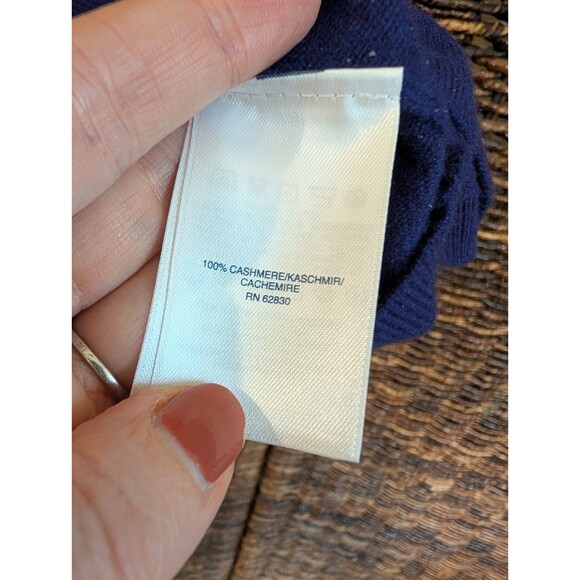 100% CASHMERE/KASCHMIR/
CACHEMIRE
RN 62830